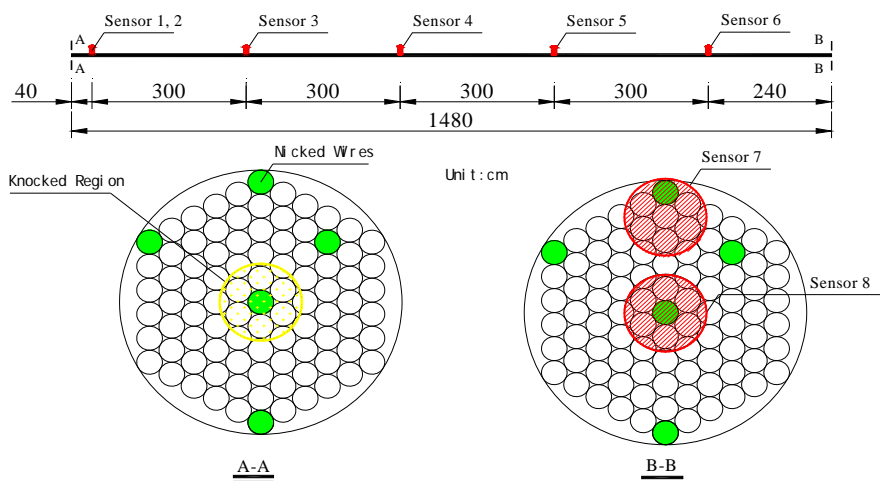 Sensor 1, 2
Sensor 3
Sensor 4
Sensor 5
Sensor 6
A
B
A
B
40
300
300
300
300
240
1480
Nicked Wires
Knocked Region
Unit:cm
Sensor 7
Sensor 8
A-A
B-B